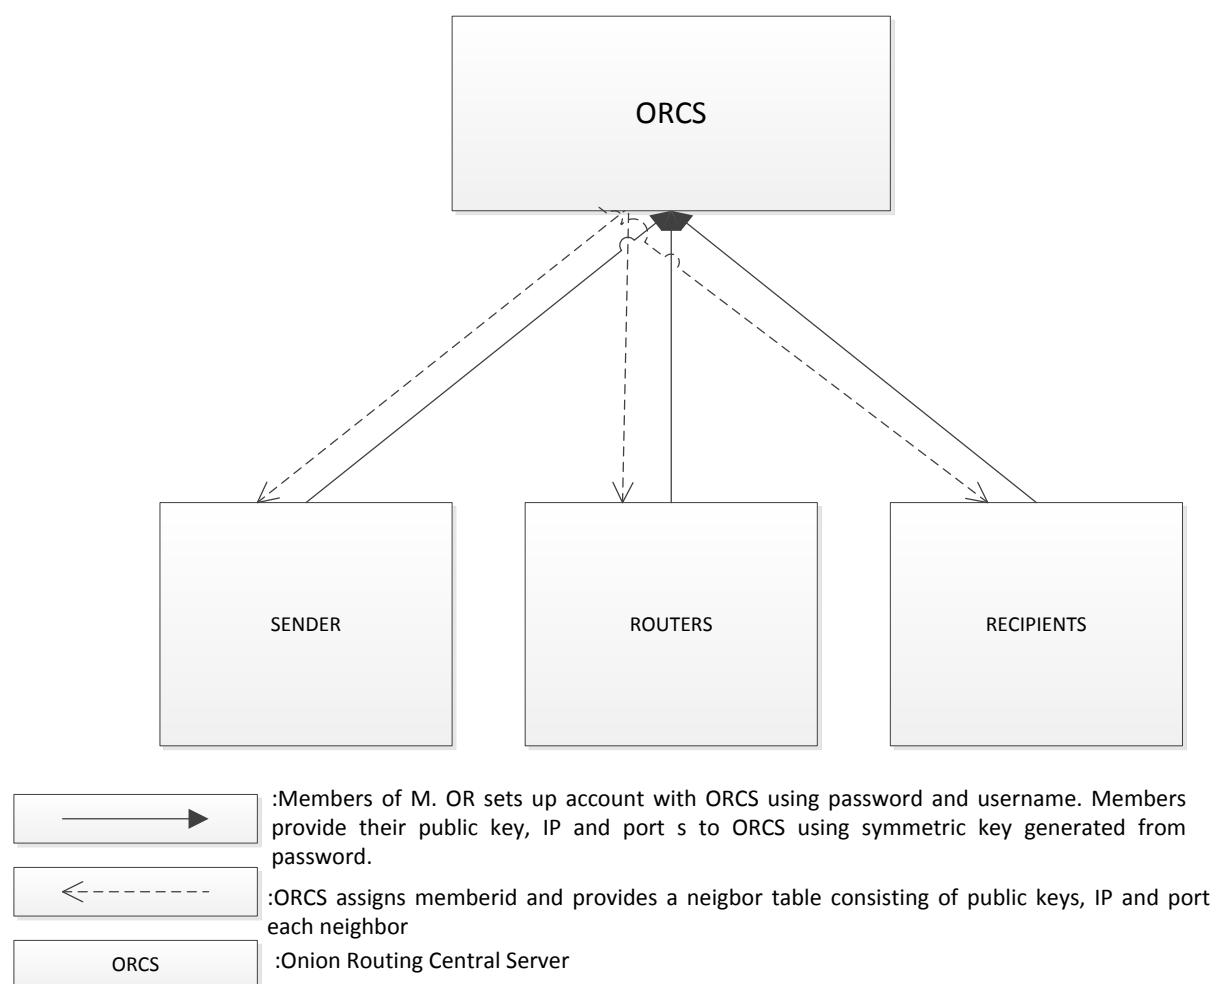 ORCS
SENDER
ROUTERS
RECIPIENTS
:Members of M. OR sets up account with ORCS using password and username. Members
provide their public key, IP and port s to ORCS using symmetric key generated from
password.
:ORCS assigns memberid and provides a neigbor table consisting of public keys, IP and port
each neighbor
ORCS
:Onion Routing Central Server